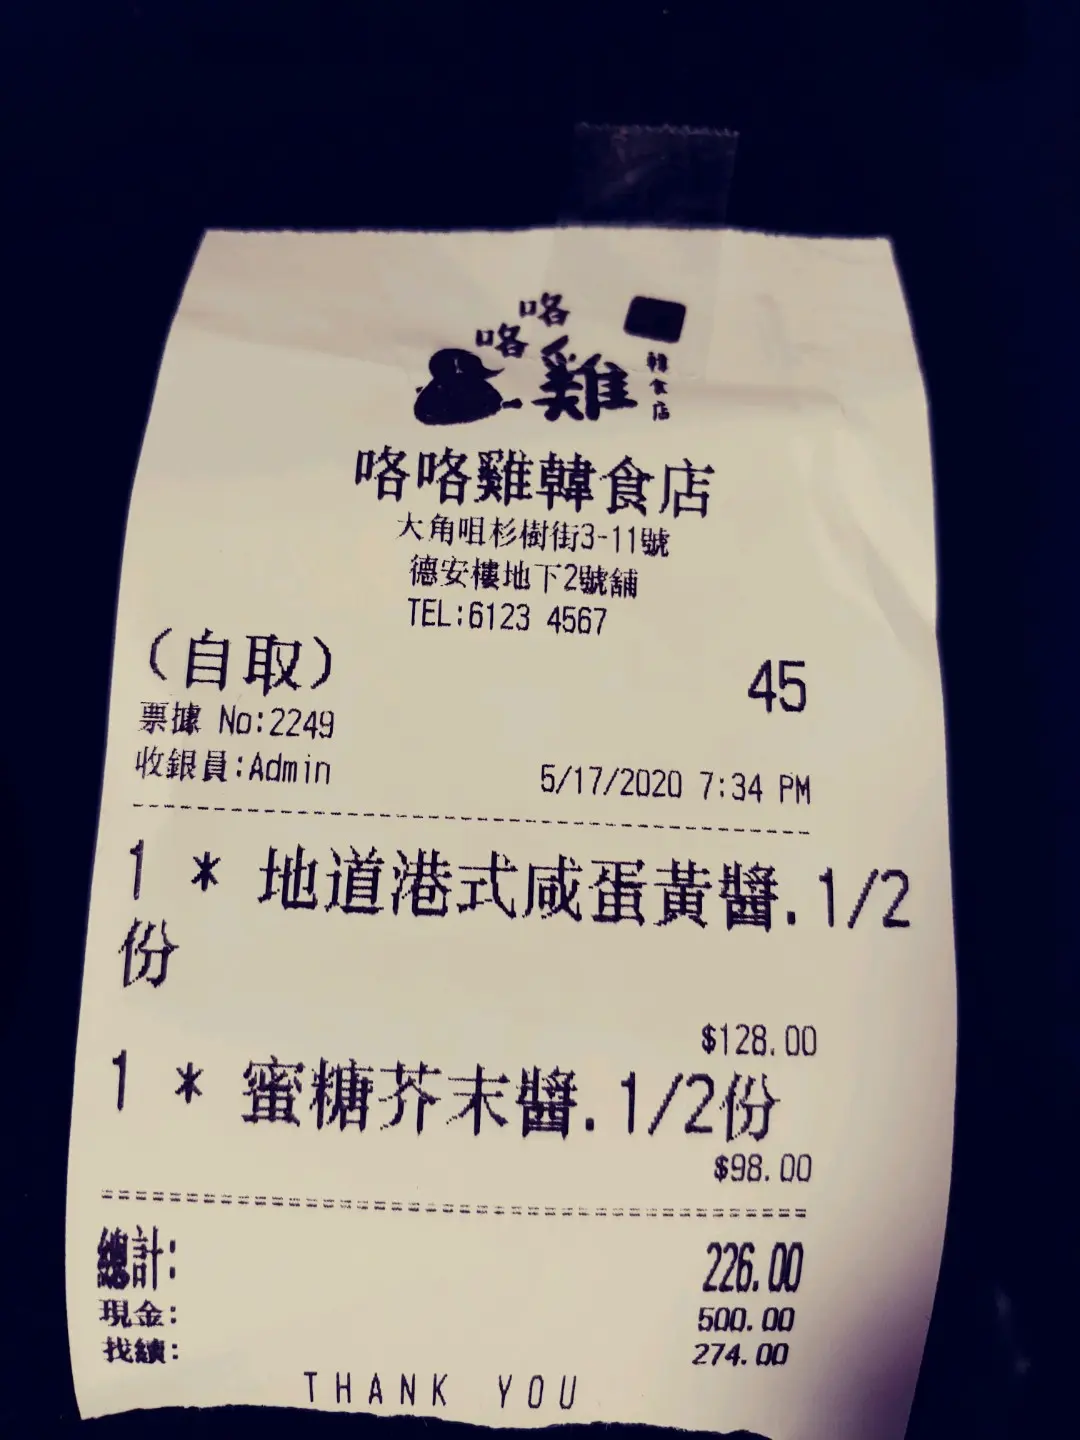 咯
咯
雞
韓食店
咯咯雞韓食店
大角咀杉樹街3-11號
德安樓地下2號舖
TEL:6123 4567
(自取)
45
票據 No:2249
收銀員:Admin
5/17/2020 7:34 PM
1 * 地道港式咸蛋黃醬.1/2
份
$128.00
1 * 蜜糖芥末醬.1/2份
$98.00
總計: 226.00
現金: 500.00
找續: 274.00
THANK YOU